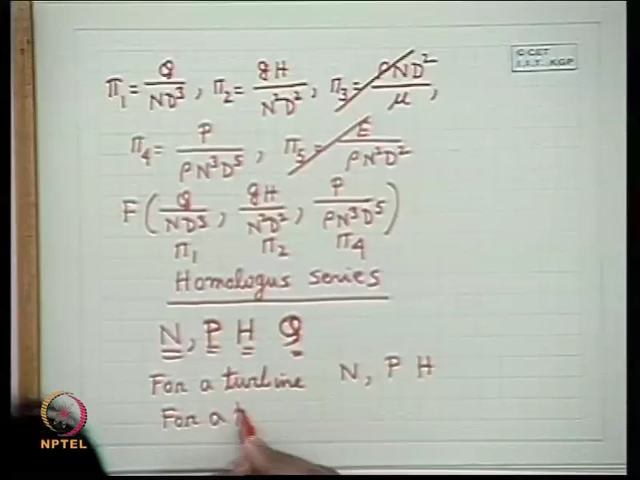 © CET
I.I.T. KGP
Π₁ = Q/ND³, Π₂ = gH/N²D², Π₃ = ρND²/μ,
Π₄ = P/ρN³D⁵, Π₅ = E/ρN²D²
F(Q/ND³, gH/N²D², P/ρN³D⁵)
Π₁ Π₂ Π₄
Homologus series
N, P H Q
For a turbine N, P H
For a
NPTEL